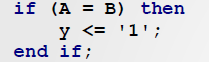 if (A = B) then
y <= '1';
end if;